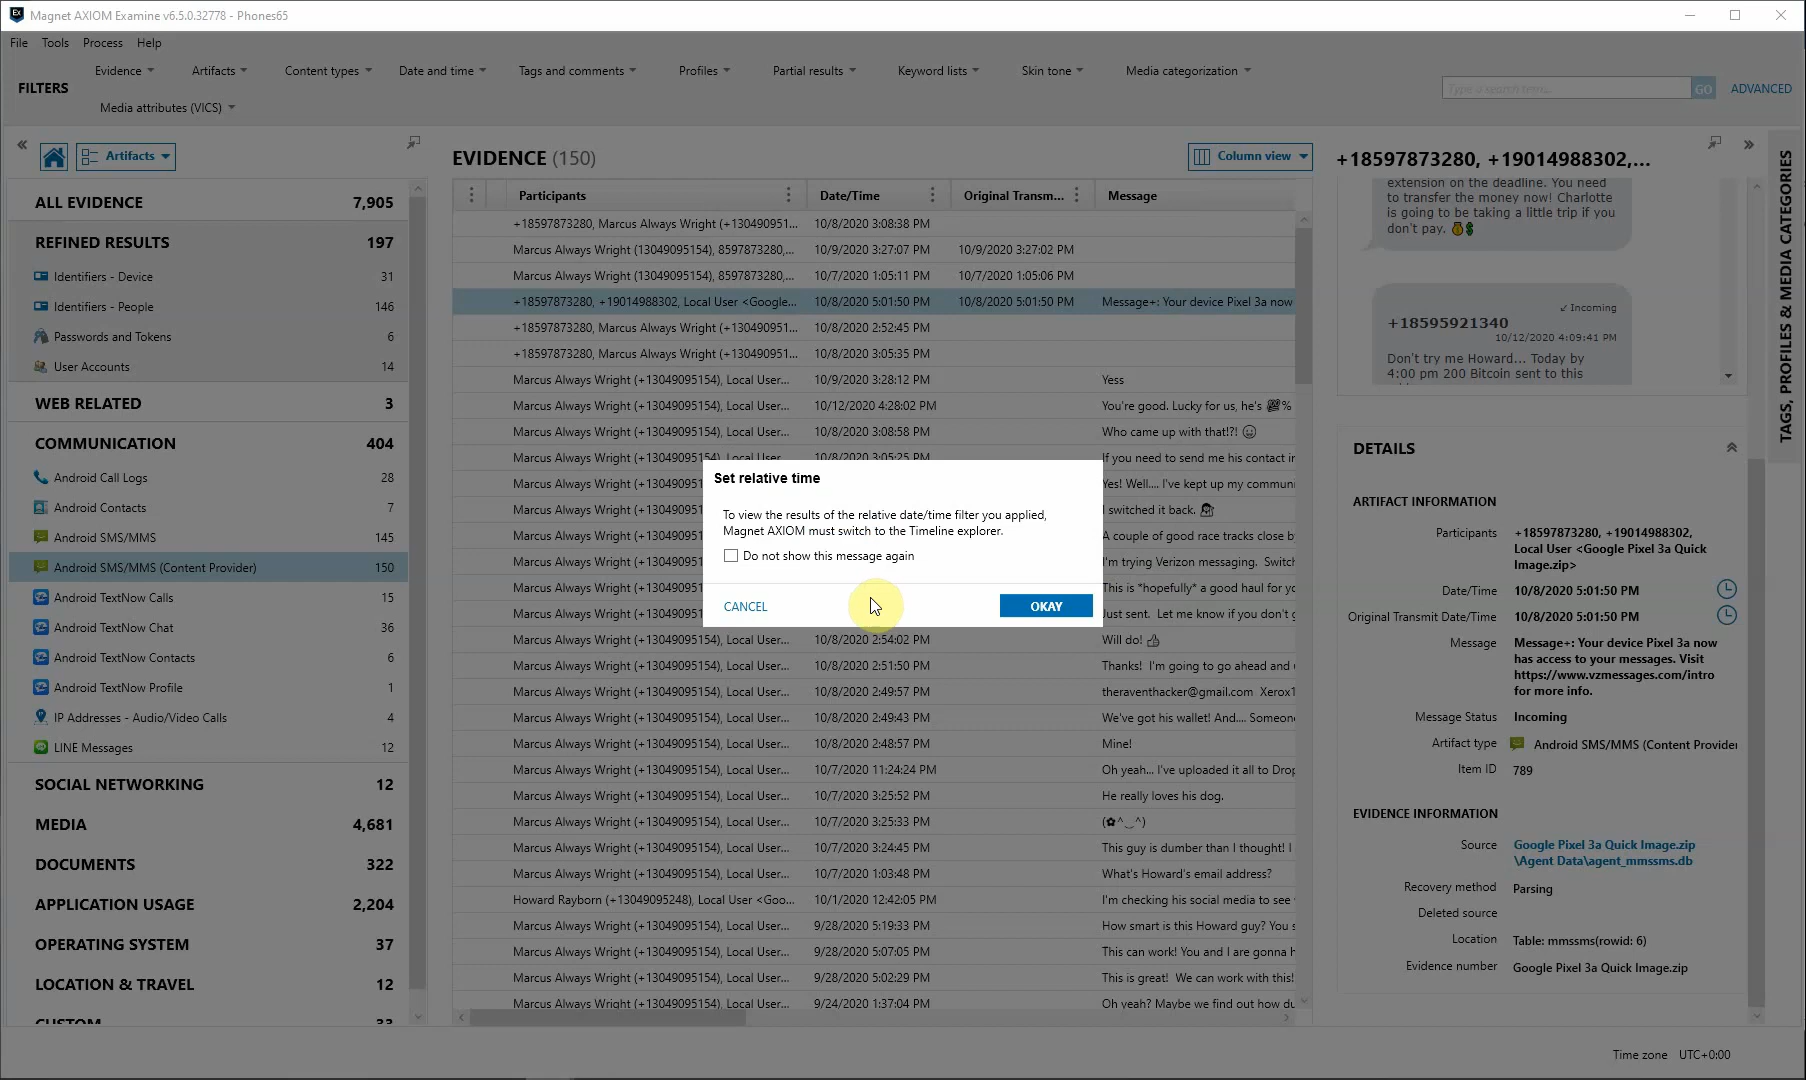 Magnet AXIOM Examine v6.5.0.32778 - Phones65
File Tools Process Help
FILTERS
Evidence Artifacts Content types Date and time Tags and comments Profiles Partial results Keyword lists Skin tone Media categorization
Media attributes (VICS)
Type a search term...
GO
ADVANCED
Artifacts
ALL EVIDENCE 7,905
REFINED RESULTS 197
Identifiers - Device 31
Identifiers - People 146
Passwords and Tokens 6
User Accounts 14
WEB RELATED 3
COMMUNICATION 404
Android Call Logs 28
Android Contacts 7
Android SMS/MMS 145
Android SMS/MMS (Content Provider) 150
Android TextNow Calls 15
Android TextNow Chat 36
Android TextNow Contacts 6
Android TextNow Profile 1
IP Addresses - Audio/Video Calls 4
LINE Messages 12
SOCIAL NETWORKING 12
MEDIA 4,681
DOCUMENTS 322
APPLICATION USAGE 2,204
OPERATING SYSTEM 37
LOCATION & TRAVEL 12
CUSTOM 33
EVIDENCE (150)
Column view
Participants Date/Time Original Transm... Message
+18597873280, Marcus Always Wright (+130490951... 10/8/2020 3:08:38 PM
Marcus Always Wright (13049095154), 8597873280,... 10/9/2020 3:27:07 PM 10/9/2020 3:27:02 PM
Marcus Always Wright (13049095154), 8597873280,... 10/7/2020 1:05:11 PM 10/7/2020 1:05:06 PM
+18597873280, +19014988302, Local User <Google... 10/8/2020 5:01:50 PM 10/8/2020 5:01:50 PM Message+: Your device Pixel 3a now
+18597873280, Marcus Always Wright (+130490951... 10/8/2020 2:52:45 PM
+18597873280, Marcus Always Wright (+130490951... 10/8/2020 3:05:35 PM
Marcus Always Wright (+13049095154), Local User... 10/9/2020 3:28:12 PM Yess
Marcus Always Wright (+13049095154), Local User... 10/12/2020 4:28:02 PM You're good. Lucky for us, he's 💯%
Marcus Always Wright (+13049095154), Local User... 10/8/2020 3:08:58 PM Who came up with that!?!
Marcus Always Wright (+13049095154), Local User... 10/8/2020 3:05:25 PM If you need to send me his contact in
Marcus Always Wright (+1304909515 Yes! Well.... I've kept up my commun
Marcus Always Wright (+1304909515 I switched it back.
Marcus Always Wright (+1304909515 A couple of good race tracks close b
Marcus Always Wright (+1304909515 I'm trying Verizon messaging. Switch
Marcus Always Wright (+1304909515 This is *hopefully* a good haul for yo
Marcus Always Wright (+1304909515 Just sent. Let me know if you don't g
Marcus Always Wright (+13049095154), Local User... 10/8/2020 2:54:02 PM Will do! 👍
Marcus Always Wright (+13049095154), Local User... 10/8/2020 2:51:50 PM Thanks! I'm going to go ahead and
Marcus Always Wright (+13049095154), Local User... 10/8/2020 2:49:57 PM theraventhacker@gmail.com Xerox1
Marcus Always Wright (+13049095154), Local User... 10/8/2020 2:49:43 PM We've got his wallet! And.... Someon
Marcus Always Wright (+13049095154), Local User... 10/8/2020 2:48:57 PM Mine!
Marcus Always Wright (+13049095154), Local User... 10/7/2020 11:24:24 PM Oh yeah... I've uploaded it all to Drop
Marcus Always Wright (+13049095154), Local User... 10/7/2020 3:25:52 PM He really loves his dog.
Marcus Always Wright (+13049095154), Local User... 10/7/2020 3:25:33 PM (✿^‿^)
Marcus Always Wright (+13049095154), Local User... 10/7/2020 3:24:45 PM This guy is dumber than I thought! I
Marcus Always Wright (+13049095154), Local User... 10/7/2020 1:03:48 PM What's Howard's email address?
Howard Rayborn (+13049095248), Local User <Goo... 10/1/2020 12:42:05 PM I'm checking his social media to see
Marcus Always Wright (+13049095154), Local User... 9/28/2020 5:19:33 PM How smart is this Howard guy? You s
Marcus Always Wright (+13049095154), Local User... 9/28/2020 5:07:05 PM This can work! You and I are gonna h
Marcus Always Wright (+13049095154), Local User... 9/28/2020 5:02:29 PM This is great! We can work with this!
Marcus Always Wright (+13049095154), Local User... 9/24/2020 1:37:04 PM Oh yeah? Maybe we find out how du
Set relative time
To view the results of the relative date/time filter you applied,
Magnet AXIOM must switch to the Timeline explorer.
Do not show this message again
CANCEL
OKAY
+18597873280, +19014988302,...
extension on the deadline. You need
to transfer the money now! Charlotte
is going to be taking a little trip if you
don't pay. 💰💲
Incoming
+18595921340
10/12/2020 4:09:41 PM
Don't try me Howard... Today by
4:00 pm 200 Bitcoin sent to this
DETAILS
ARTIFACT INFORMATION
Participants +18597873280, +19014988302,
Local User <Google Pixel 3a Quick
Image.zip>
Date/Time 10/8/2020 5:01:50 PM
Original Transmit Date/Time 10/8/2020 5:01:50 PM
Message Message+: Your device Pixel 3a now
has access to your messages. Visit
https://www.vzmessages.com/intro
for more info.
Message Status Incoming
Artifact type Android SMS/MMS (Content Provider
Item ID 789
EVIDENCE INFORMATION
Source Google Pixel 3a Quick Image.zip
\Agent Data\agent_mmssms.db
Recovery method Parsing
Deleted source
Location Table: mmssms(rowid: 6)
Evidence number Google Pixel 3a Quick Image.zip
TAGS, PROFILES & MEDIA CATEGORIES
Time zone UTC+0:00